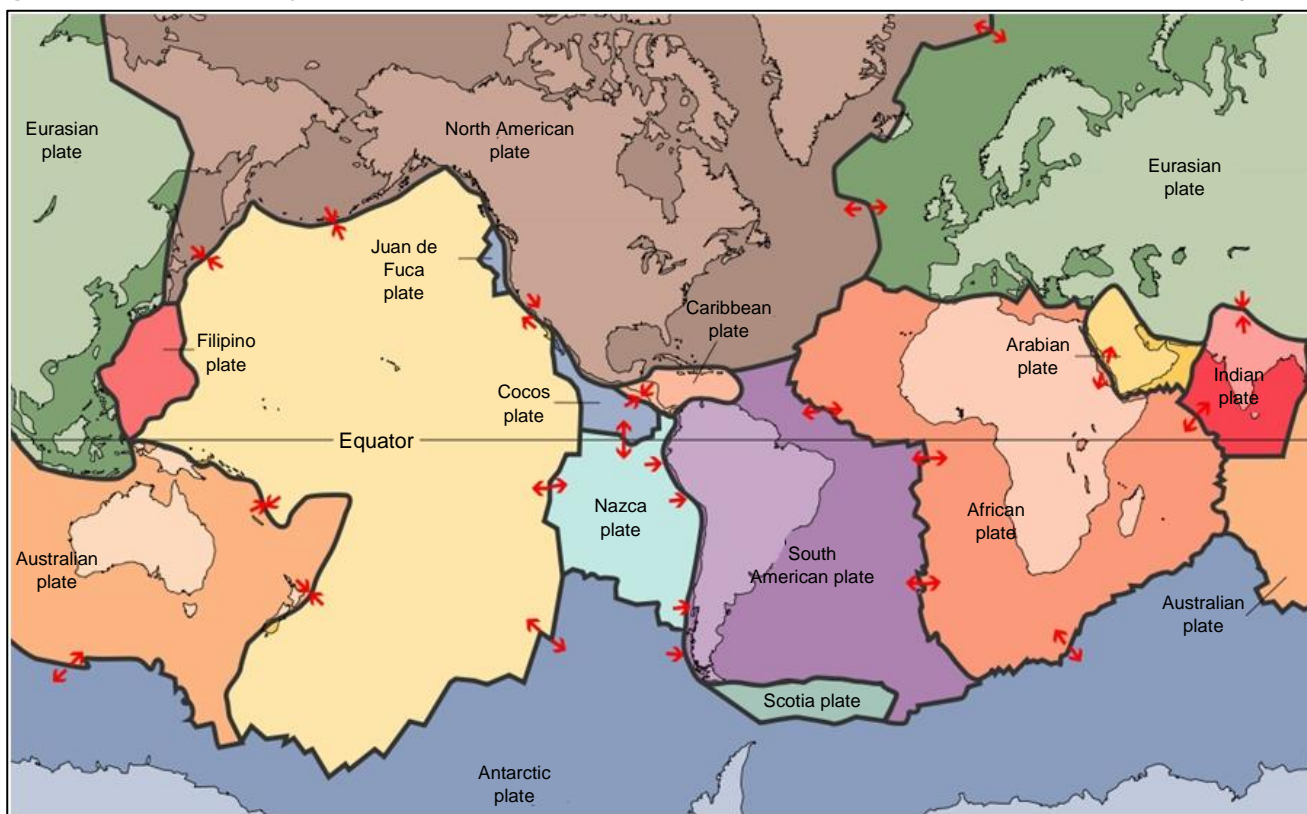 Eurasian
plate
North American
plate
Eurasian
plate
Juan de
Fuca
plate
Caribbean
plate
Filipino
plate
Arabian
plate
Indian
plate
Cocos
plate
Equator
Nazca
plate
African
plate
Australian
plate
South
American plate
Australian
plate
Scotia plate
Antarctic
plate